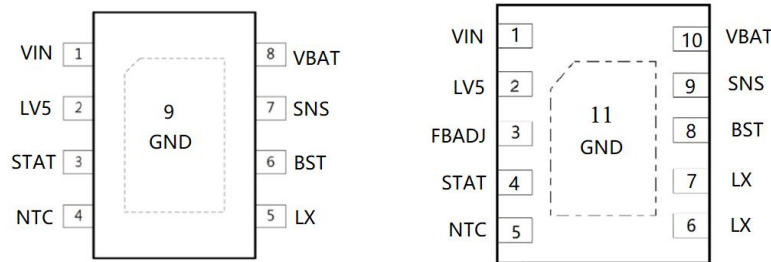 VIN 1 8 VBAT
LV5 2 7 SNS
STAT 3 6 BST
NTC 4 5 LX
9
GND
VIN 1 10 VBAT
LV5 2 9 SNS
FBADJ 3 8 BST
STAT 4 7 LX
NTC 5 6 LX
11
GND